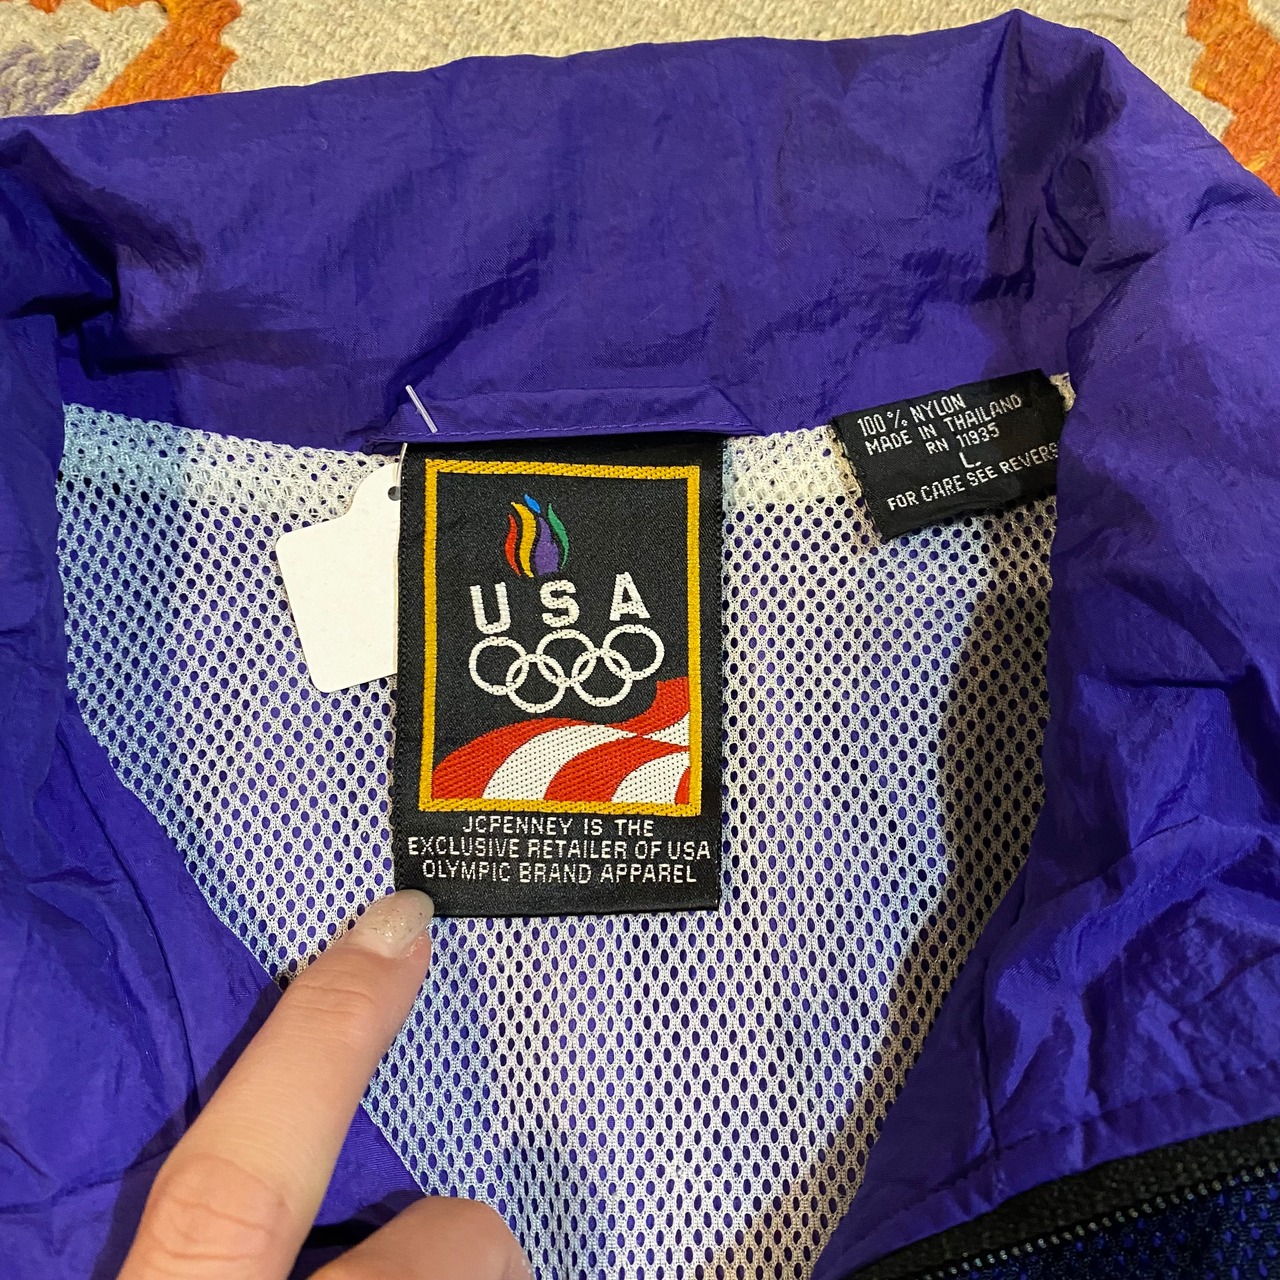 USA
JCPENNEY IS THE
EXCLUSIVE RETAILER OF USA
OLYMPIC BRAND APPAREL
100% NYLON
MADE IN THAILAND
RN 11935
L.
FOR CARE SEE REVERS